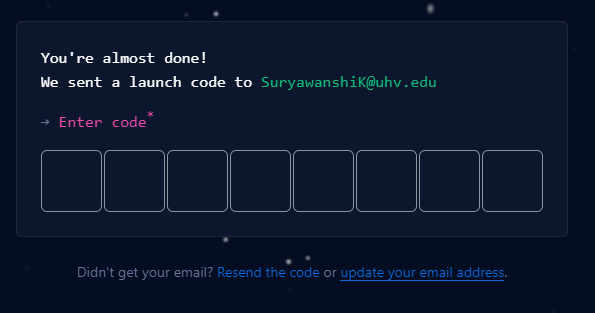 You're almost done!
We sent a launch code to SuryawanshiK@uhv.edu
→ Enter code*
Didn't get your email? Resend the code or update your email address.